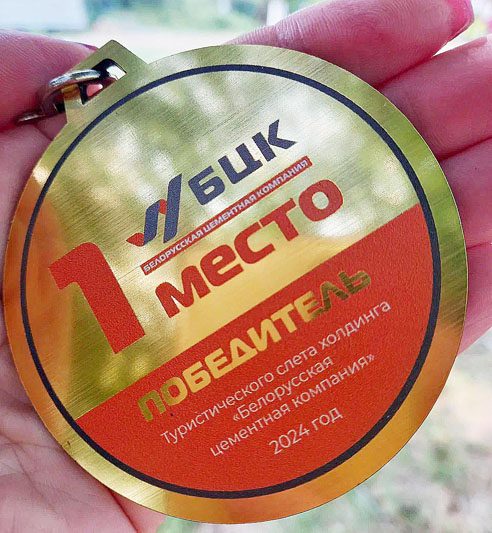 БЦК
БЕЛОРУССКАЯ ЦЕМЕНТНАЯ КОМПАНИЯ
1 место
ПОБЕДИТЕЛЬ
Туристического слета холдинга
«Белорусская
цементная компания»
2024 год